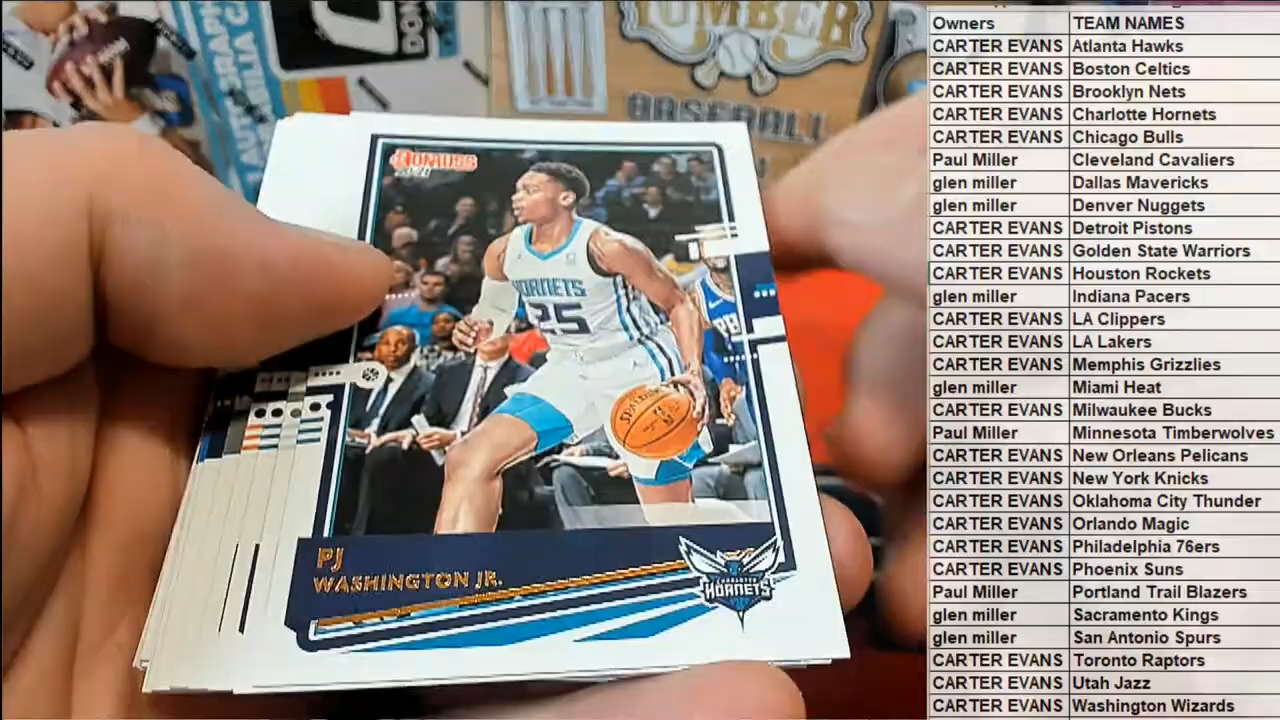 LUMBER
BASEBALL
DONRUSS
HORNETS
25
SPALDING
PJ
WASHINGTON JR.
CHARLOTTE
HORNETS
Owners TEAM NAMES
CARTER EVANS Atlanta Hawks
CARTER EVANS Boston Celtics
CARTER EVANS Brooklyn Nets
CARTER EVANS Charlotte Hornets
CARTER EVANS Chicago Bulls
Paul Miller Cleveland Cavaliers
glen miller Dallas Mavericks
glen miller Denver Nuggets
CARTER EVANS Detroit Pistons
CARTER EVANS Golden State Warriors
CARTER EVANS Houston Rockets
glen miller Indiana Pacers
CARTER EVANS LA Clippers
CARTER EVANS LA Lakers
CARTER EVANS Memphis Grizzlies
glen miller Miami Heat
CARTER EVANS Milwaukee Bucks
Paul Miller Minnesota Timberwolves
CARTER EVANS New Orleans Pelicans
CARTER EVANS New York Knicks
CARTER EVANS Oklahoma City Thunder
CARTER EVANS Orlando Magic
CARTER EVANS Philadelphia 76ers
CARTER EVANS Phoenix Suns
Paul Miller Portland Trail Blazers
glen miller Sacramento Kings
glen miller San Antonio Spurs
CARTER EVANS Toronto Raptors
CARTER EVANS Utah Jazz
CARTER EVANS Washington Wizards